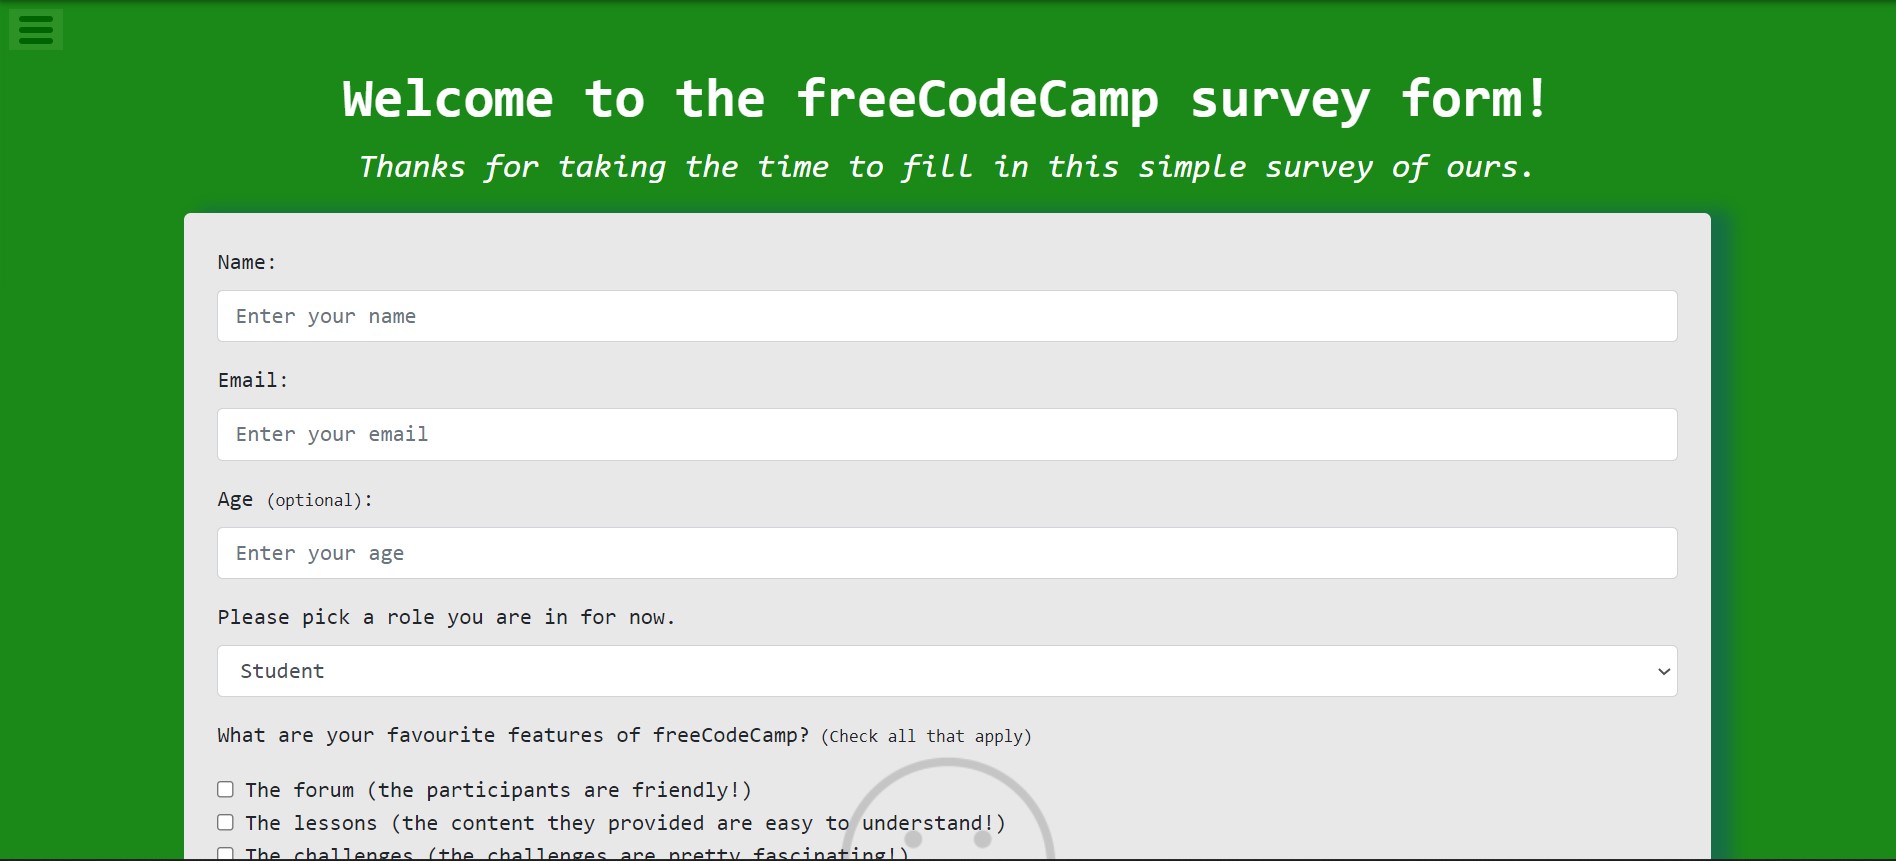 Welcome to the freeCodeCamp survey form!
Thanks for taking the time to fill in this simple survey of ours.
Name:
Enter your name
Email:
Enter your email
Age (optional):
Enter your age
Please pick a role you are in for now.
Student
What are your favourite features of freeCodeCamp? (Check all that apply)
The forum (the participants are friendly!)
The lessons (the content they provided are easy to understand!)
The challenges (the challenges are pretty fascinating!)